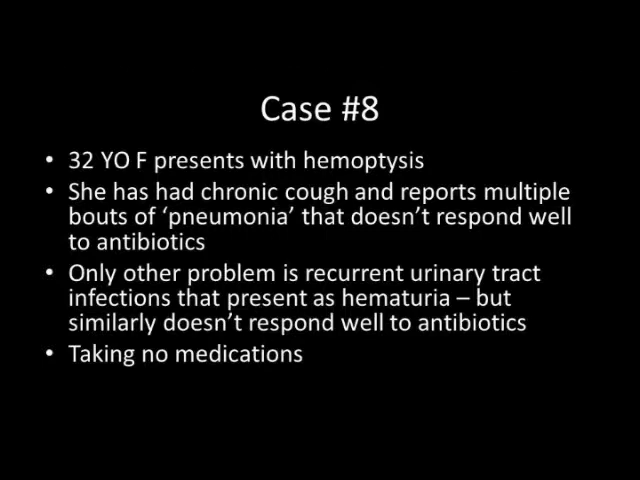 Case #8
• 32 YO F presents with hemoptysis
• She has had chronic cough and reports multiple
bouts of ‘pneumonia’ that doesn’t respond well
to antibiotics
• Only other problem is recurrent urinary tract
infections that present as hematuria – but
similarly doesn’t respond well to antibiotics
• Taking no medications